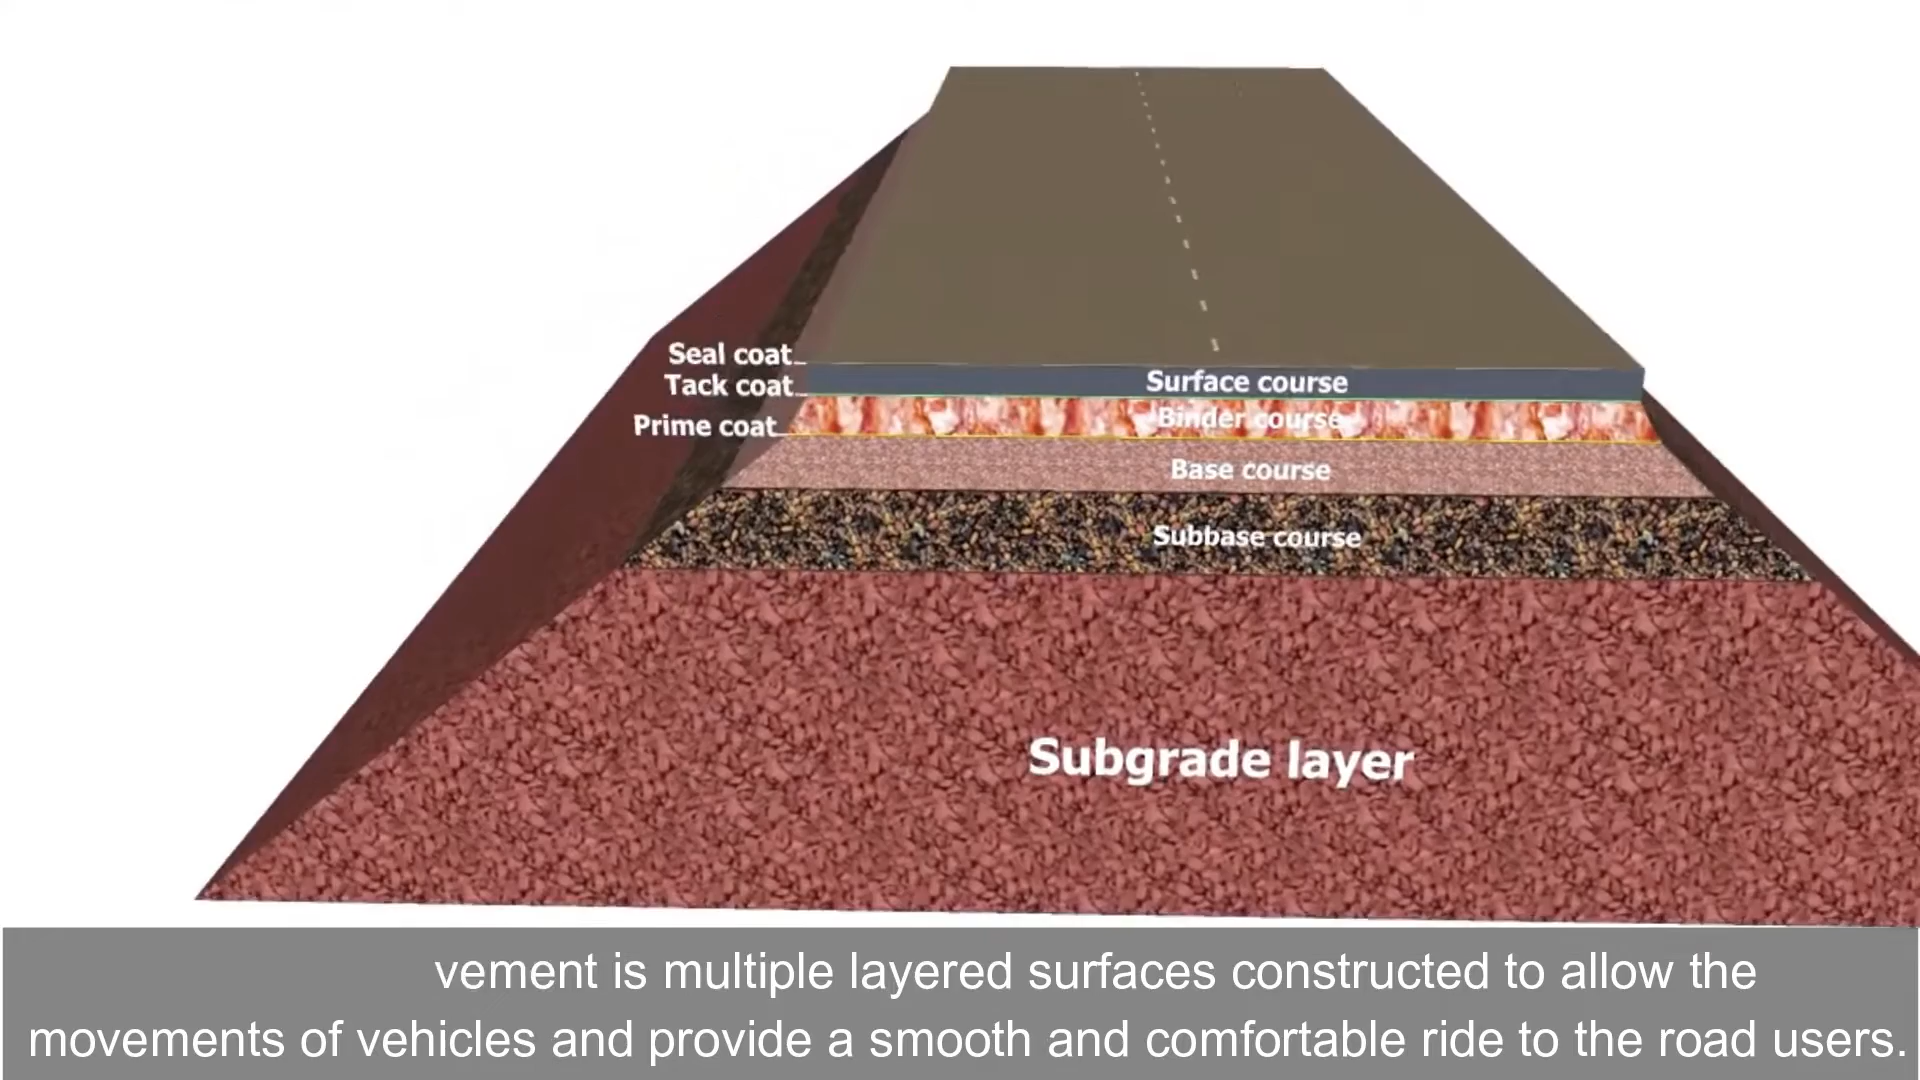 Seal coat
Tack coat
Surface course
Binder course
Prime coat
Base course
Subbase course
Subgrade layer
vement is multiple layered surfaces constructed to allow the
movements of vehicles and provide a smooth and comfortable ride to the road users.